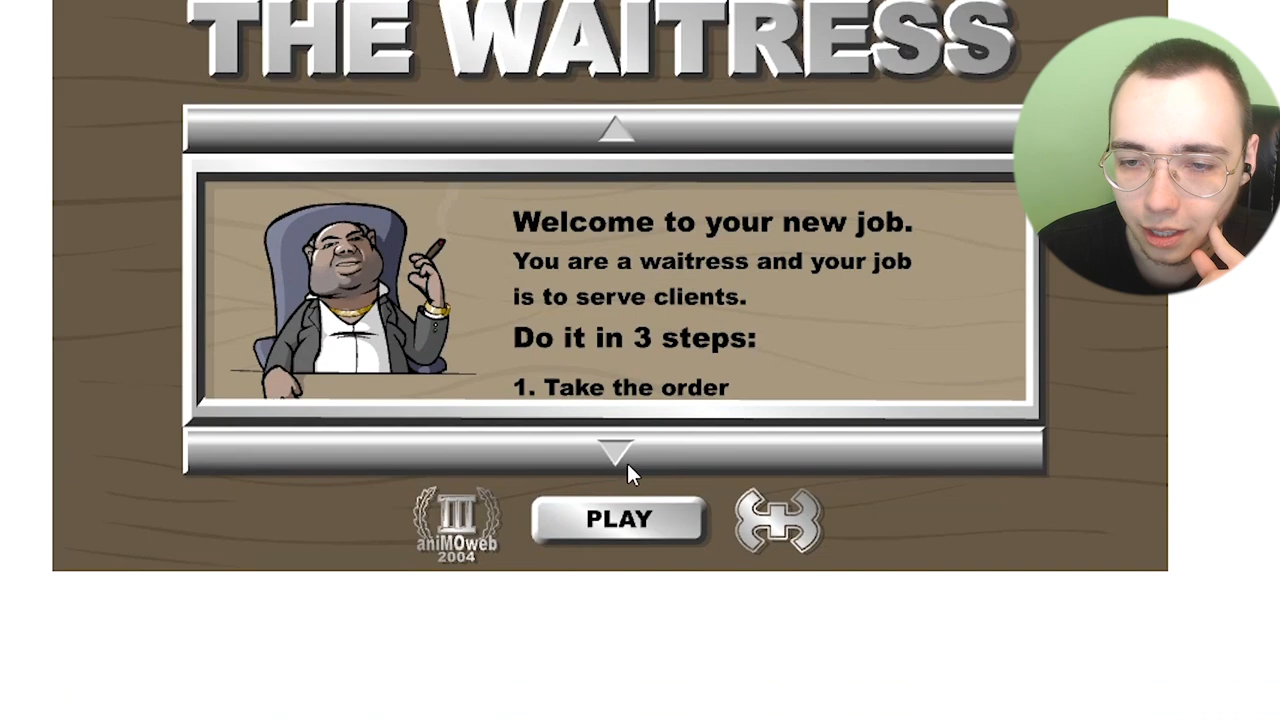 THE WAITRESS
Welcome to your new job.
You are a waitress and your job
is to serve clients.
Do it in 3 steps:
1. Take the order
PLAY
aniMOweb
2004